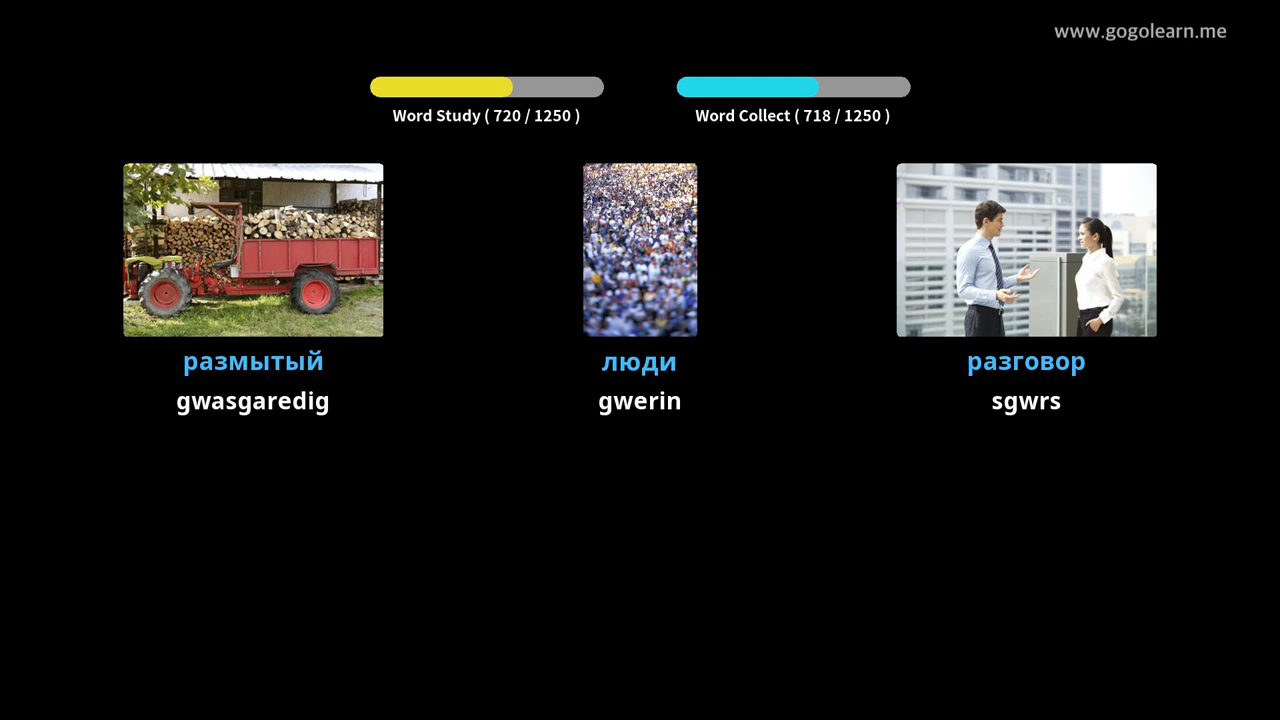 www.gogolearn.me
Word Study ( 720 / 1250 )
Word Collect ( 718 / 1250 )
размытый
люди
разговор
gwasgaredig
gwerin
sgwrs